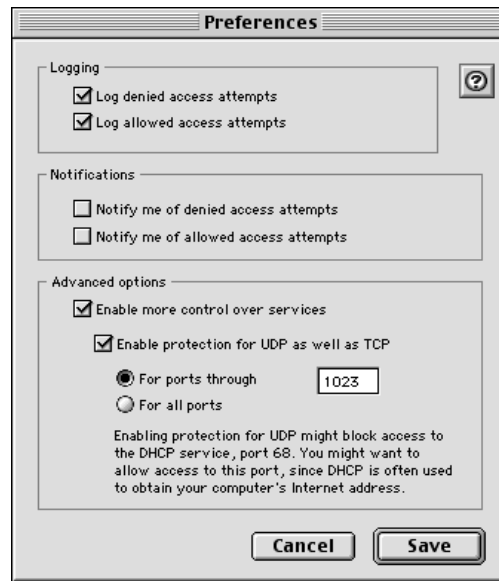 Preferences
Logging
?
Log denied access attempts
Log allowed access attempts
Notifications
Notify me of denied access attempts
Notify me of allowed access attempts
Advanced options
Enable more control over services
Enable protection for UDP as well as TCP
For ports through 1023
For all ports
Enabling protection for UDP might block access to
the DHCP service, port 68. You might want to
allow access to this port, since DHCP is often used
to obtain your computer's Internet address.
Cancel Save